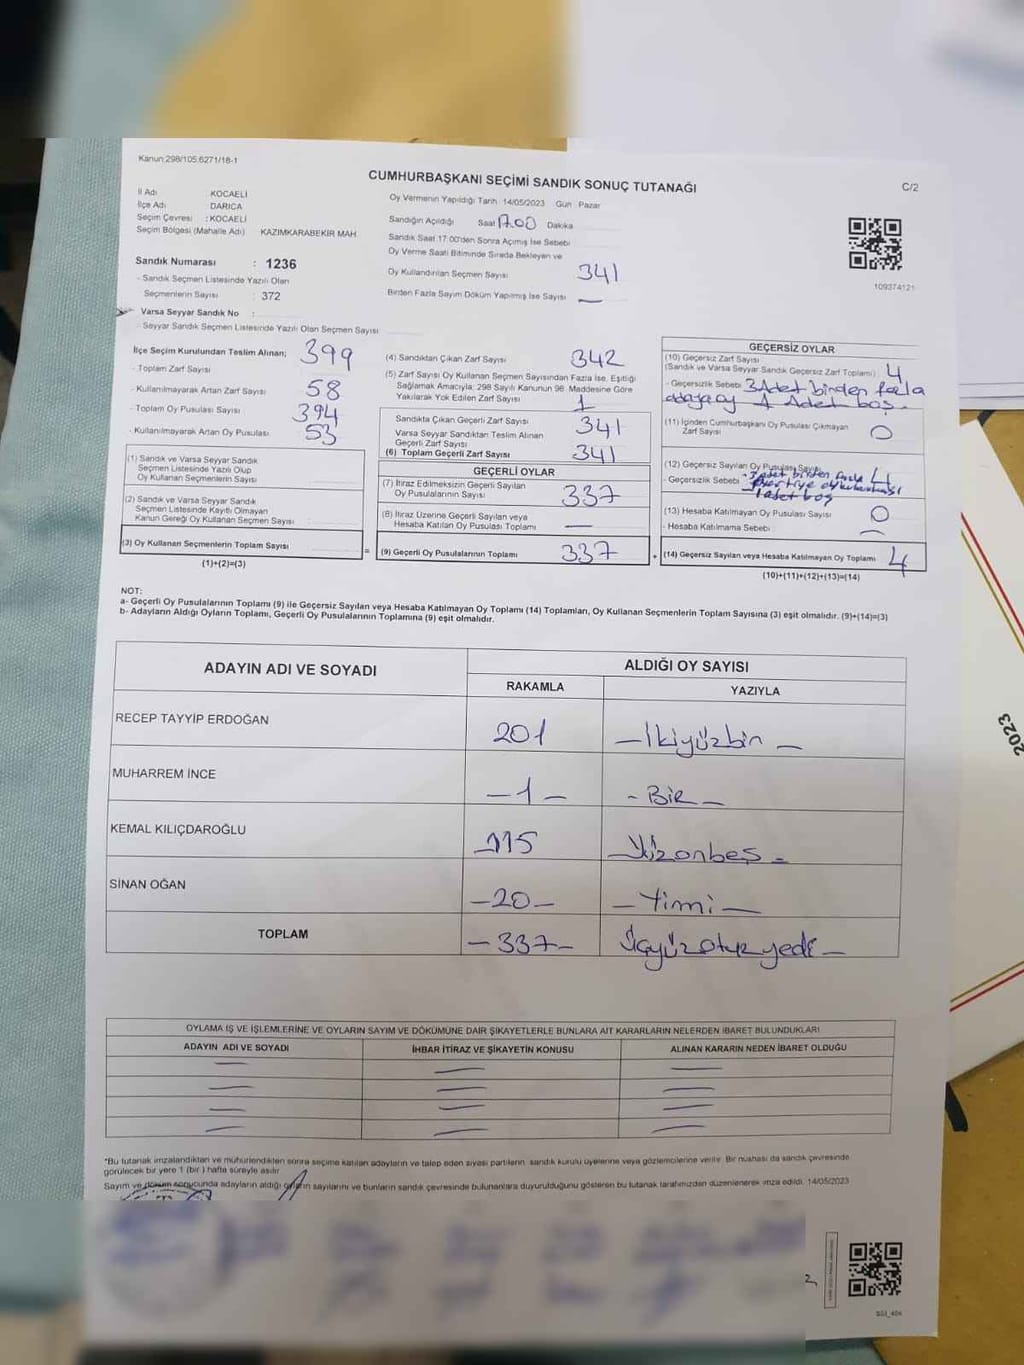 Kanun:298/105.6271/18-1
CUMHURBAŞKANI SEÇİMİ SANDIK SONUÇ TUTANAĞI
C/2
İl Adı : KOCAELİ
İlçe Adı : DARICA
Seçim Çevresi : KOCAELİ
Seçim Bölgesi (Mahalle Adı) KAZIMKARABEKİR MAH.
Sandık Numarası : 1236
- Sandık Seçmen Listesinde Yazılı Olan
Seçmenlerin Sayısı : 372
Varsa Seyyar Sandık No :
- Seyyar Sandık Seçmen Listesinde Yazılı Olan Seçmen Sayısı
Oy Vermenin Yapıldığı Tarih 14/05/2023 Gün Pazar
Sandığın Açıldığı Saat 17.00 Dakika
Sandık Saat 17.00'den Sonra Açımış İse Sebebi
Oy Verme Saati Bitiminde Sırada Bekleyen ve
Oy Kullandırılan Seçmen Sayısı 341
Birden Fazla Sayım Döküm Yapılmış İse Sayısı —
109374121
İlçe Seçim Kurulundan Teslim Alınan; 399
- Toplam Zarf Sayısı
- Kullanılmayarak Artan Zarf Sayısı 58
- Toplam Oy Pusulası Sayısı 394
- Kullanılmayarak Artan Oy Pusulası 53
(1) Sandık ve Varsa Seyyar Sandık
Seçmen Listesinde Yazılı Olup
Oy Kullanan Seçmenlerin Sayısı
(2) Sandık ve Varsa Seyyar Sandık
Seçmen Listesinde Kayıtlı Olmayan
Kanun Gereği Oy Kullanan Seçmen Sayısı
(3) Oy Kullanan Seçmenlerin Toplam Sayısı
(1)+(2)=(3)
=
(4) Sandıktan Çıkan Zarf Sayısı 342
(5) Zarf Sayısı Oy Kullanan Seçmen Sayısından Fazla İse, Eşitliği
Sağlamak Amacıyla; 298 Sayılı Kanunun 98. Maddesine Göre
Yakılarak Yok Edilen Zarf Sayısı 1
Sandıkta Çıkan Geçerli Zarf Sayısı 341
Varsa Seyyar Sandıktan Teslim Alınan
Geçerli Zarf Sayısı
(6) Toplam Geçerli Zarf Sayısı 341
GEÇERLİ OYLAR
(7) İtiraz Edilmeksizin Geçerli Sayılan
Oy Pusulalarının Sayısı 337
(8) İtiraz Üzerine Geçerli Sayılan veya
Hesaba Katılan Oy Pusulası Toplamı —
(9) Geçerli Oy Pusulalarının Toplamı 337
+
GEÇERSİZ OYLAR
(10) Geçersiz Zarf Sayısı
(Sandık ve Varsa Seyyar Sandık Geçersiz Zarf Toplamı) 4
- Geçersizlik Sebebi 3 Adet birden fazla
adaya oy 1 Adet boş.
(11) İçinden Cumhurbaşkanı Oy Pusulası Çıkmayan
Zarf Sayısı 0
(12) Geçersiz Sayılan Oy Pusulası Sayısı 4
- Geçersizlik Sebebi - 3 adet birden fazla
partiye oy kullanması
- 1 adet boş
(13) Hesaba Katılmayan Oy Pusulası Sayısı 0
- Hesaba Katılmama Sebebi —
(14) Geçersiz Sayılan veya Hesaba Katılmayan Oy Toplamı 4
(10)+(11)+(12)+(13)=(14)
NOT:
a- Geçerli Oy Pusulalarının Toplamı (9) ile Geçersiz Sayılan veya Hesaba Katılmayan Oy Toplamı (14) Toplamları, Oy Kullanan Seçmenlerin Toplam Sayısına (3) eşit olmalıdır. (9)+(14)=(3)
b- Adayların Aldığı Oyların Toplamı, Geçerli Oy Pusulalarının Toplamına (9) eşit olmalıdır.
ADAYIN ADI VE SOYADI
ALDIĞI OY SAYISI
RAKAMLA YAZIYLA
RECEP TAYYİP ERDOĞAN 201 — İkiyüzbin —
MUHARREM İNCE — 1 — - BİR —
KEMAL KILIÇDAROĞLU 115 Yüzonbeş -
SİNAN OĞAN — 20 — — Yirmi —
TOPLAM — 337 — Üçyüzotuzyedi —
OYLAMA İŞ VE İŞLEMLERİNE VE OYLARIN SAYIM VE DÖKÜMÜNE DAİR ŞİKAYETLERLE BUNLARA AİT KARARLARIN NELERDEN İBARET BULUNDUKLARI
ADAYIN ADI VE SOYADI İHBAR İTİRAZ VE ŞİKAYETİN KONUSU ALINAN KARARIN NEDEN İBARET OLDUĞU
*Bu tutanak imzalandıktan ve mühürlendikten sonra seçime katılan adayların ve talep eden siyasi partilerin, sandık kurulu üyelerine veya gözlemcilerine verilir. Bir nüshası da sandık çevresinde
görülecek bir yere 1 (bir ) hafta süreyle asılır.
Sayım ve döküm sonucunda adayların aldığı oyların sayılarını ve bunların sandık çevresinde bulunanlara duyurulduğunu gösteren bu tutanak tarafımızdan düzenlenerek imza edildi. 14/05/2023
2023